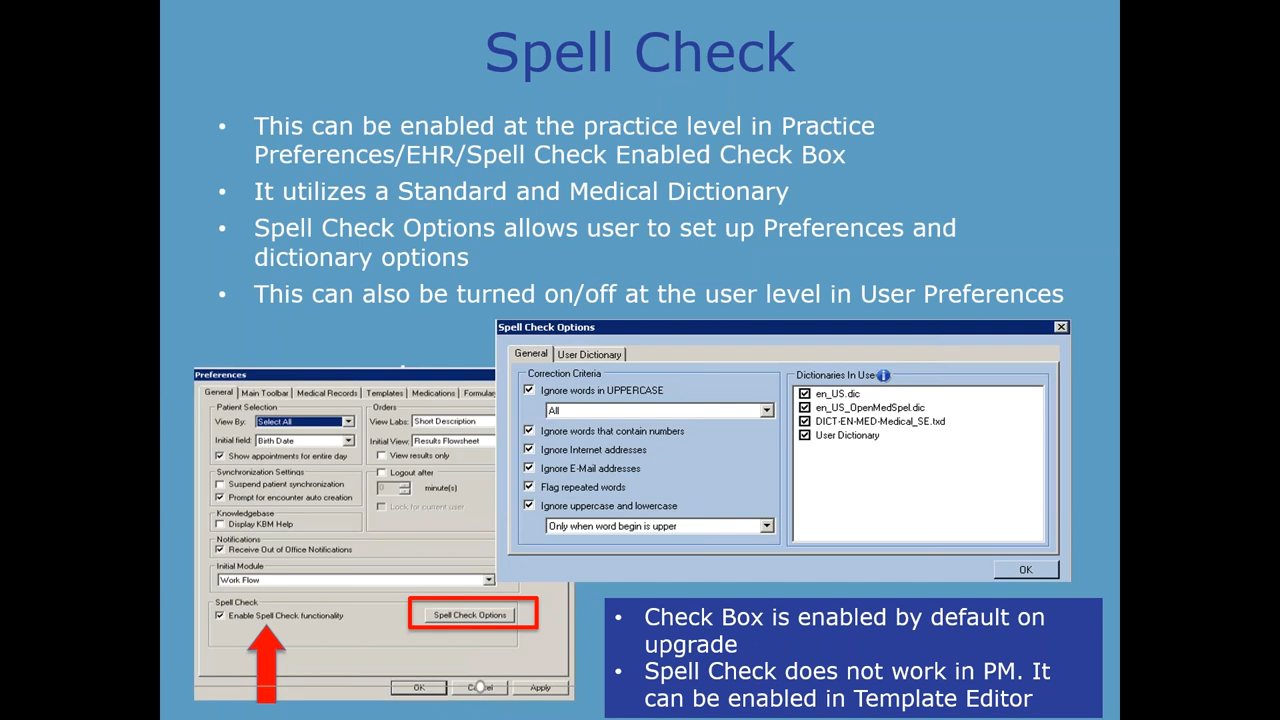 Spell Check
• This can be enabled at the practice level in Practice
Preferences/EHR/Spell Check Enabled Check Box
• It utilizes a Standard and Medical Dictionary
• Spell Check Options allows user to set up Preferences and
dictionary options
• This can also be turned on/off at the user level in User Preferences
Spell Check Options
General
User Dictionary
Correction Criteria
Ignore words in UPPERCASE
All
Ignore words that contain numbers
Ignore Internet addresses
Ignore E-Mail addresses
Flag repeated words
Ignore uppercase and lowercase
Only when word begin is upper
Dictionaries In Use
en_US.dic
en_US_OpenMedSpel.dic
DICT-EN-MED-Medical_SE.txd
User Dictionary
OK
Preferences
General
Main Toolbar
Medical Records
Templates
Medications
Patient Selection
View By:
Select All
Initial field:
Birth Date
Show appointments for entire day
Synchronization Settings
Suspend patient synchronization
Prompt for encounter auto creation
Knowledgebase
Display KBM Help
Notifications
Receive Out of Office Notifications
Initial Module
Work Flow
Orders
View Labs:
Short Description
Initial View:
Results Flowsheet
View results only
Logout after
0
minute(s)
Lock for current user
Spell Check
Enable Spell Check functionality
Spell Check Options
OK
Apply
• Check Box is enabled by default on
upgrade
• Spell Check does not work in PM. It
can be enabled in Template Editor